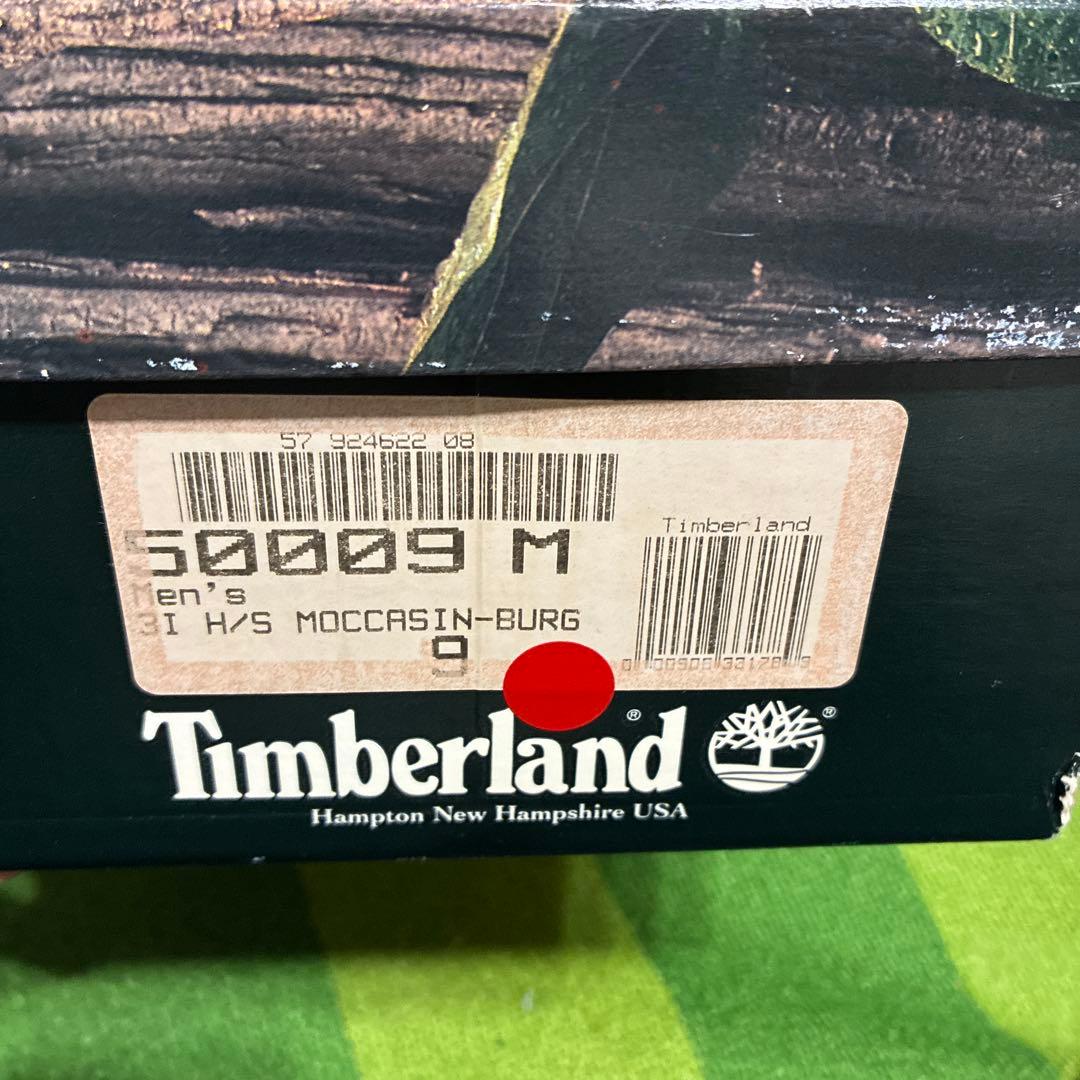 57 924622 08
50009 M
Men's
3I H/S MOCCASIN-BURG
9
Timberland
Timberland®
Hampton New Hampshire USA